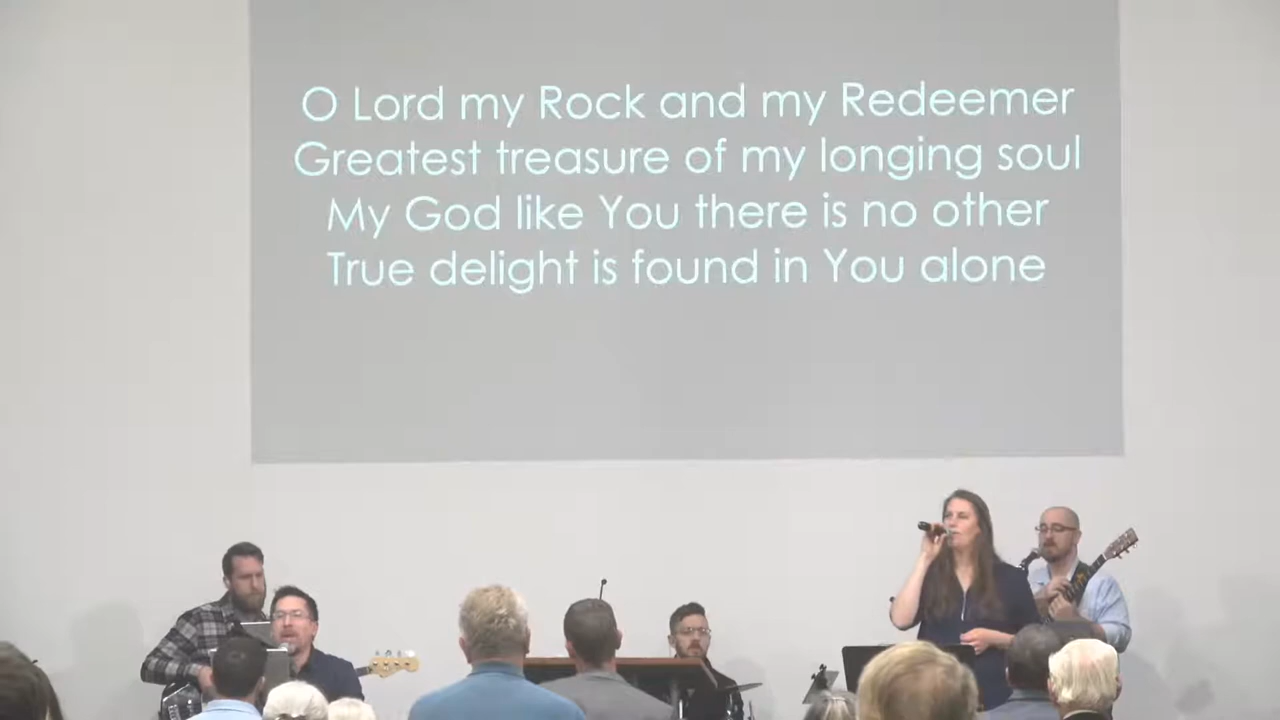 O Lord my Rock and my Redeemer
Greatest treasure of my longing soul
My God like You there is no other
True delight is found in You alone